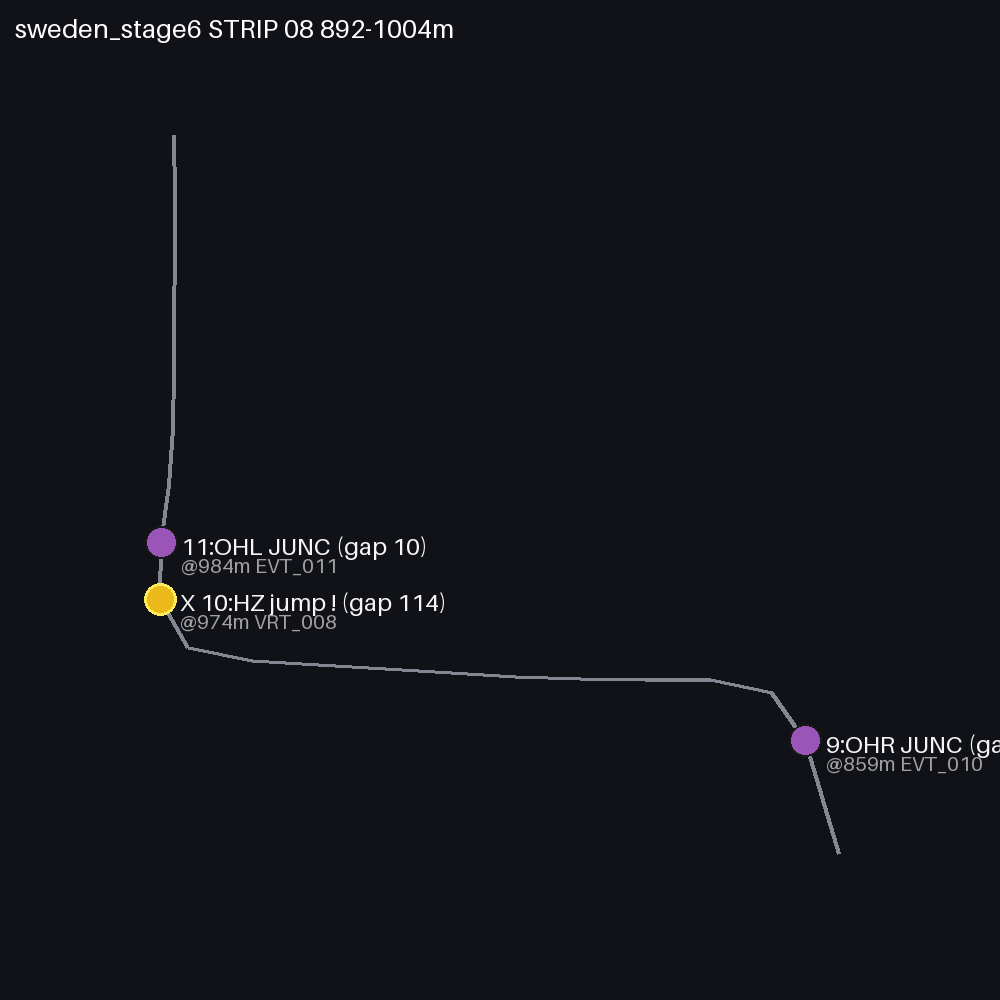 sweden_stage6 STRIP 08 892-1004m
11:OHL JUNC (gap 10)
@984m EVT_011
X 10:HZ jump ! (gap 114)
@974m VRT_008
9:OHR JUNC (ga
@859m EVT_010